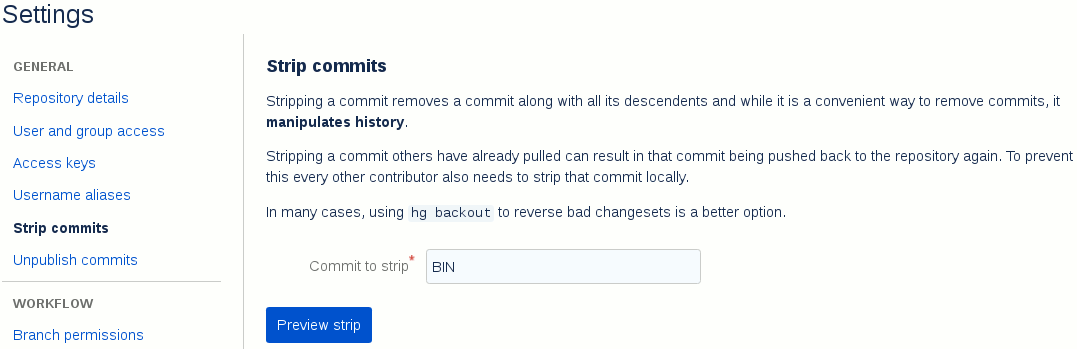 Settings
GENERAL
Repository details
User and group access
Access keys
Username aliases
Strip commits
Unpublish commits
WORKFLOW
Branch permissions
Strip commits
Stripping a commit removes a commit along with all its descendents and while it is a convenient way to remove commits, it
manipulates history.
Stripping a commit others have already pulled can result in that commit being pushed back to the repository again. To prevent
this every other contributor also needs to strip that commit locally.
In many cases, using hg backout to reverse bad changesets is a better option.
Commit to strip* BIN
Preview strip